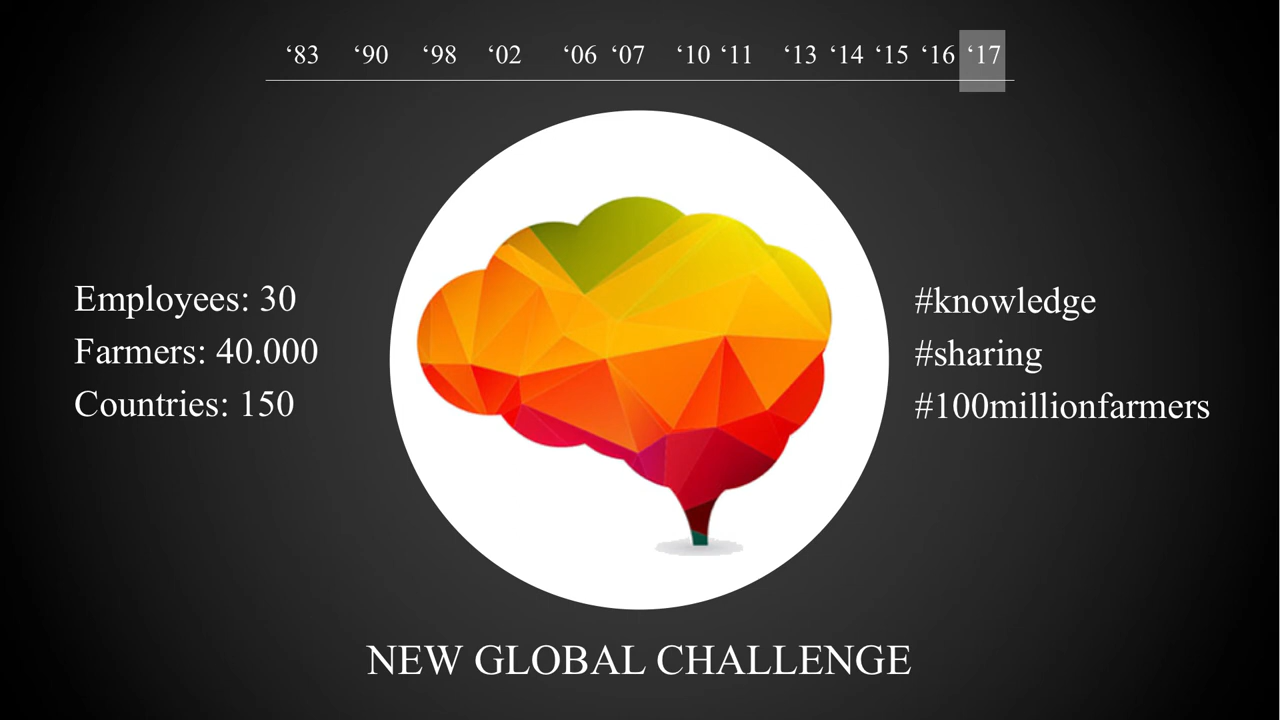 ‘83 ‘90 ‘98 ‘02 ‘06 ‘07 ‘10 ‘11 ‘13 ‘14 ‘15 ‘16 ‘17
Employees: 30
Farmers: 40.000
Countries: 150
#knowledge
#sharing
#100millionfarmers
NEW GLOBAL CHALLENGE